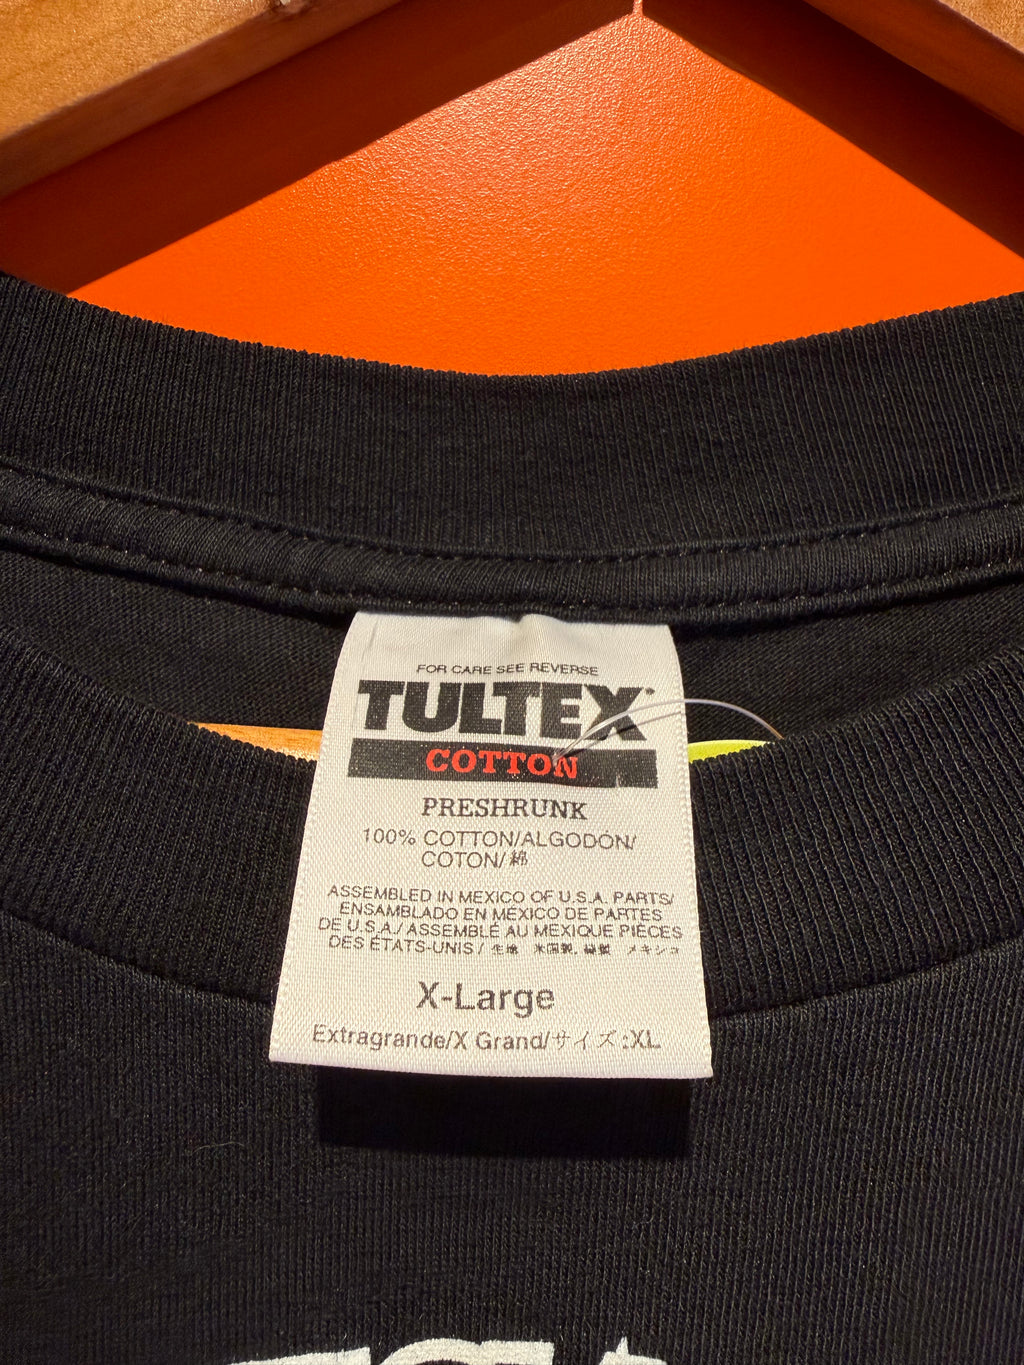 FOR CARE SEE REVERSE
TULTEX
COTTON
PRESHRUNK
100% COTTON/ALGODÓN/
COTON/綿
ASSEMBLED IN MEXICO OF U.S.A. PARTS/
ENSAMBLADO EN MÉXICO DE PARTES
DE U.S.A./ASSEMBLÉ AU MEXIQUE PIÈCES
DES ÉTATS-UNIS/生地 米国製, 縫製 メキシコ
X-Large
Extragrande/X Grand/サイズ:XL